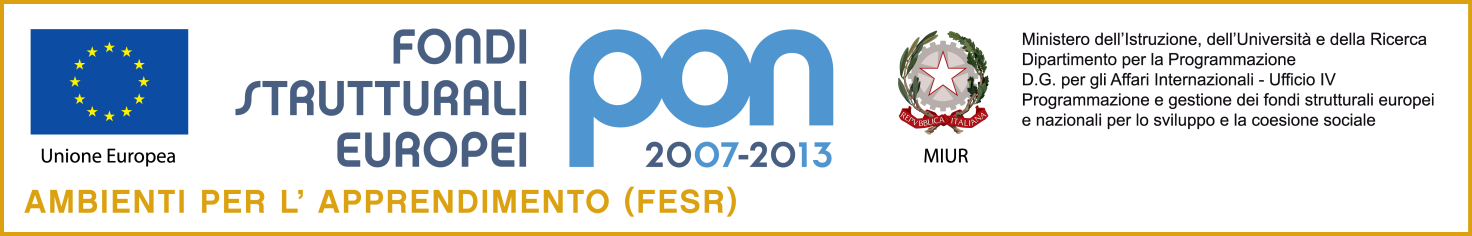 Unione Europea
FONDI
STRUTTURALI
EUROPEI
pon
2007-2013
REPVBBLICA ITALIANA
MIUR
Ministero dell'Istruzione, dell'Università e della Ricerca
Dipartimento per la Programmazione
D.G. per gli Affari Internazionali - Ufficio IV
Programmazione e gestione dei fondi strutturali europei
e nazionali per lo sviluppo e la coesione sociale
AMBIENTI PER L' APPRENDIMENTO (FESR)